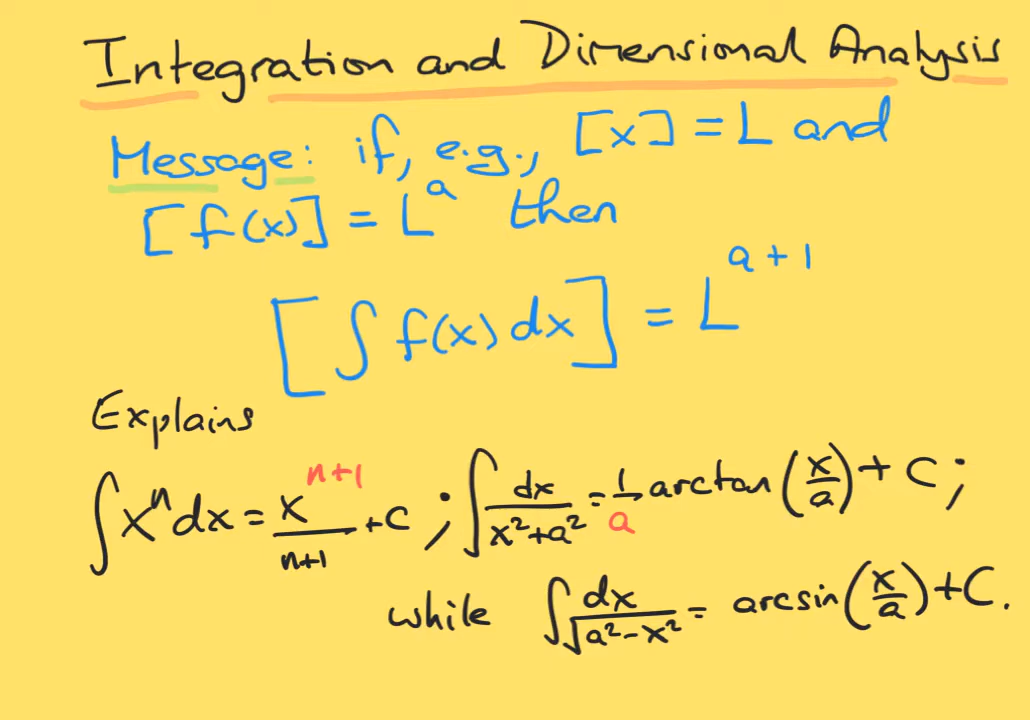 Integration and Dimensional Analysis
Message: if, e.g., [x] = L and
[f(x)] = L^a then
[∫ f(x) dx] = L^{a+1}
Explains
∫ x^n dx = x^{n+1}/n+1 + C ; ∫ dx/x²+a² = 1/a arctan(x/a) + C ;
while ∫ dx/√(a²-x²) = arcsin(x/a) + C.